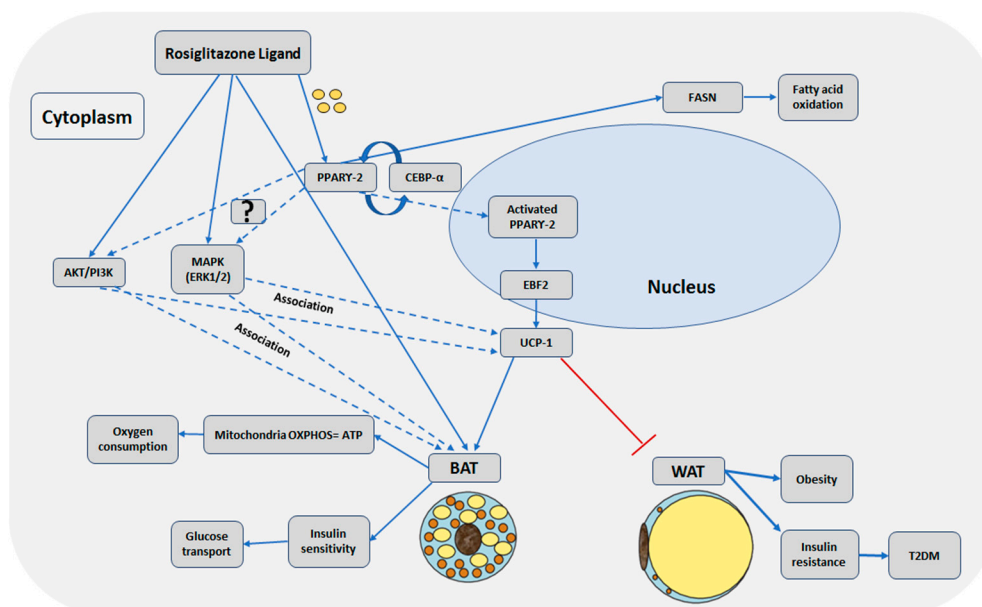 Rosiglitazone Ligand
Cytoplasm
FASN
Fatty acid
oxidation
PPARY-2
CEBP-α
?
Activated
PPARY-2
AKT/PI3K
MAPK
(ERK1/2)
EBF2
Nucleus
Association
Association
UCP-1
Oxygen
consumption
Mitochondria OXPHOS= ATP
BAT
WAT
Obesity
Glucose
transport
Insulin
sensitivity
Insulin
resistance
T2DM